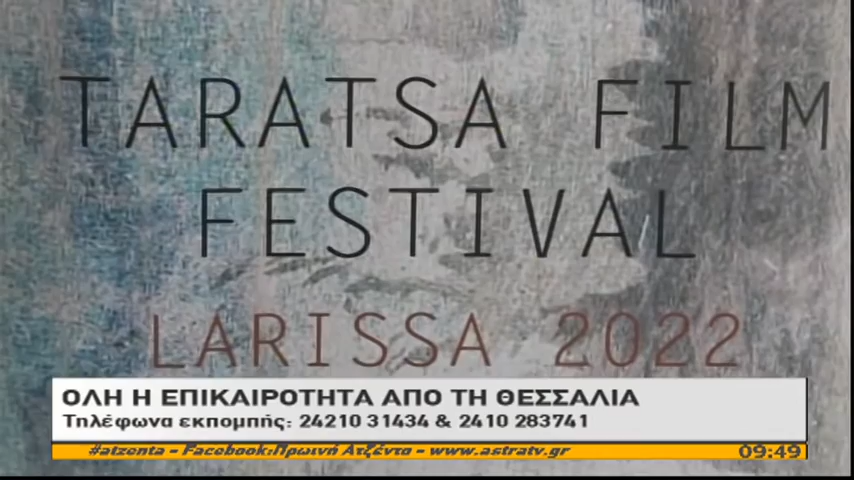 TARATSA FILM
FESTIVAL
LARISSA 2022
ΟΛΗ Η ΕΠΙΚΑΙΡΟΤΗΤΑ ΑΠΟ ΤΗ ΘΕΣΣΑΛΙΑ
Τηλέφωνα εκπομπής: 24210 31434 & 2410 283741
#atzenta - Facebook:Πρωινή Ατζέντα - www.astratv.gr 09:49